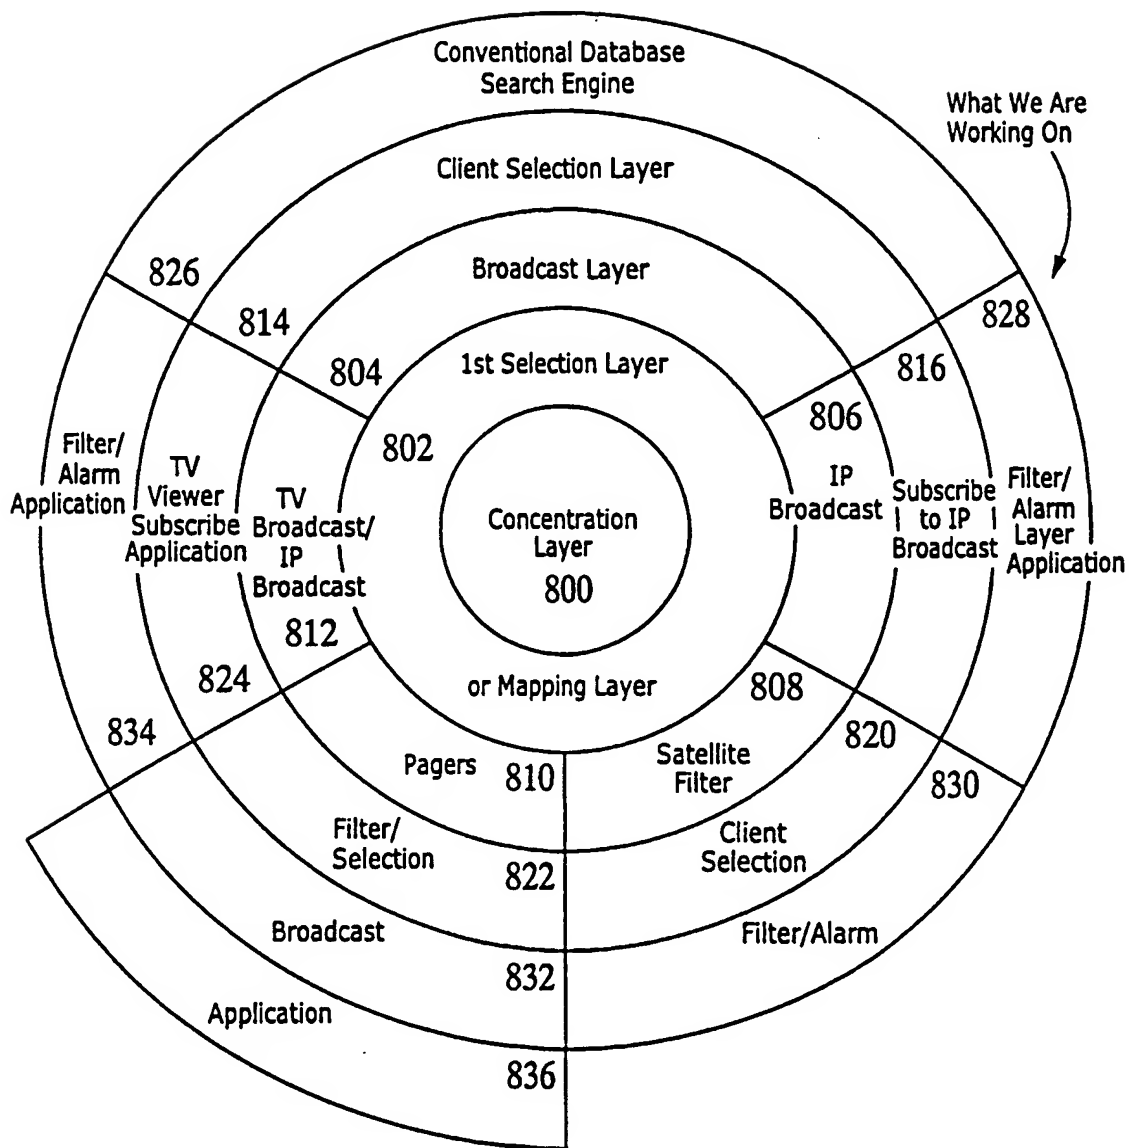 Conventional Database
Search Engine
What We Are
Working On
Client Selection Layer
826
Broadcast Layer
828
814
816
804
1st Selection Layer
806
802
Filter/
Alarm
Application
TV
Viewer
Subscribe
Application
TV
Broadcast/
IP
Broadcast
812
Concentration
Layer
800
IP
Broadcast
Subscribe
to IP
Broadcast
Filter/
Alarm
Layer
Application
824
or Mapping Layer
808
834
820
Pagers
810
Satellite
Filter
830
Filter/
Selection
822
Client
Selection
Broadcast
832
Filter/Alarm
Application
836